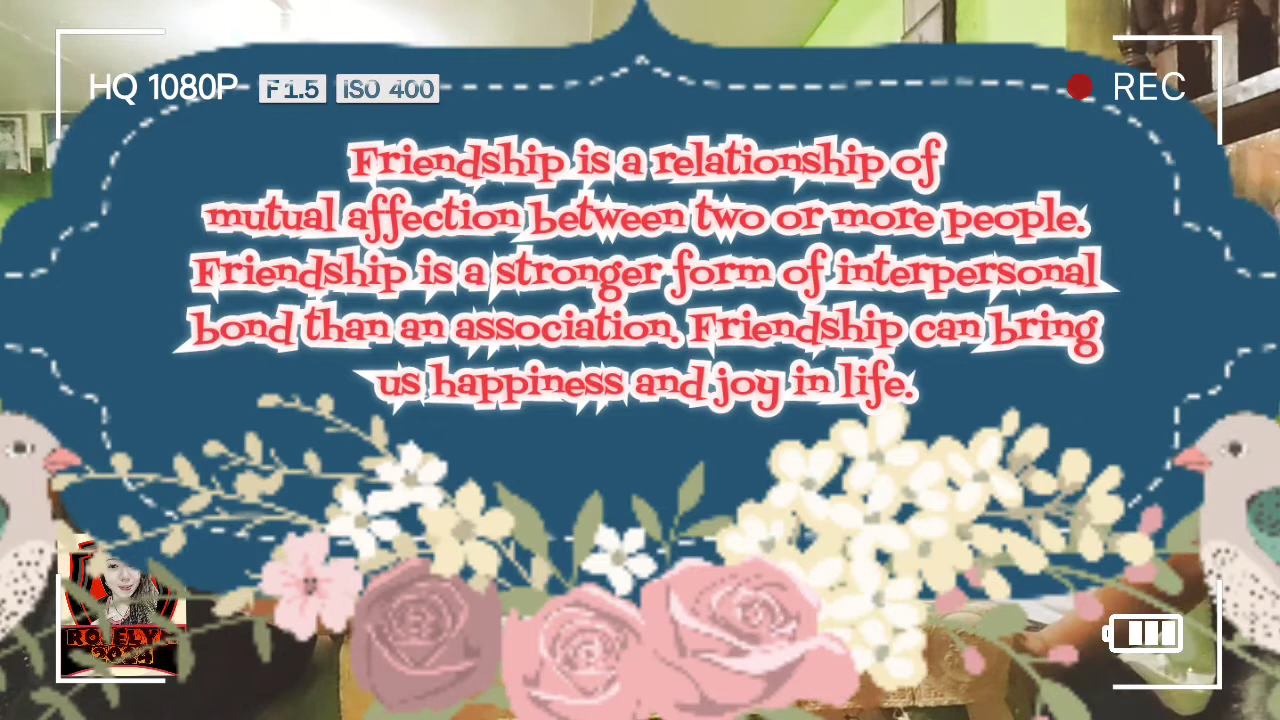 HQ 1080P F 1.5 ISO 400 REC
Friendship is a relationship of
mutual affection between two or more people.
Friendship is a stronger form of interpersonal
bond than an association. Friendship can bring
us happiness and joy in life.